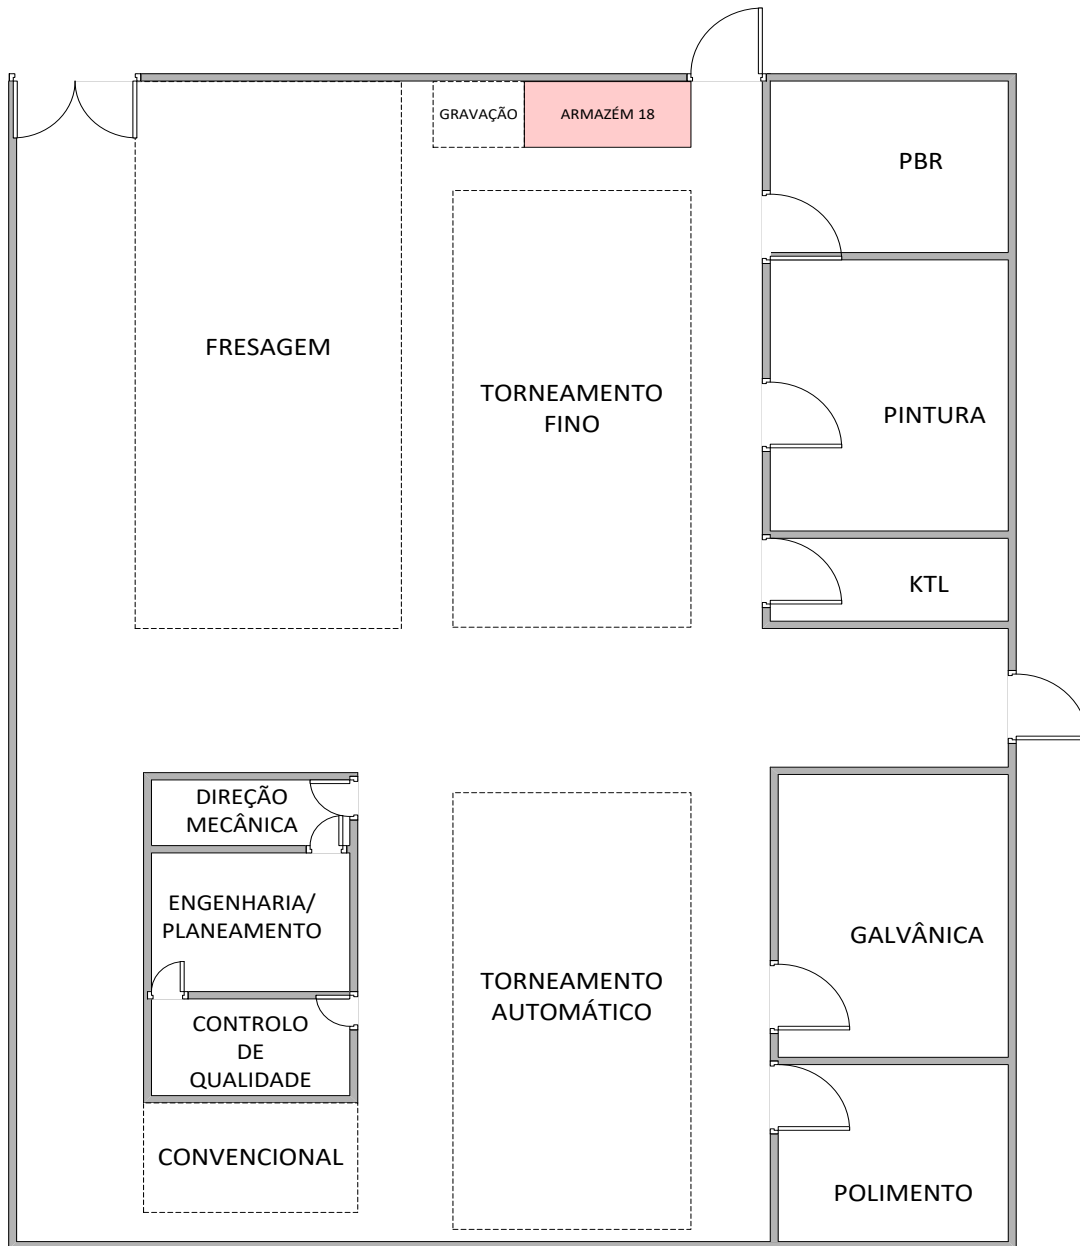 GRAVAÇÃO
ARMAZÉM 18
PBR
FRESAGEM
TORNEAMENTO
FINO
PINTURA
KTL
DIREÇÃO
MECÂNICA
ENGENHARIA/
PLANEAMENTO
CONTROLO
DE
QUALIDADE
CONVENCIONAL
TORNEAMENTO
AUTOMÁTICO
GALVÂNICA
POLIMENTO